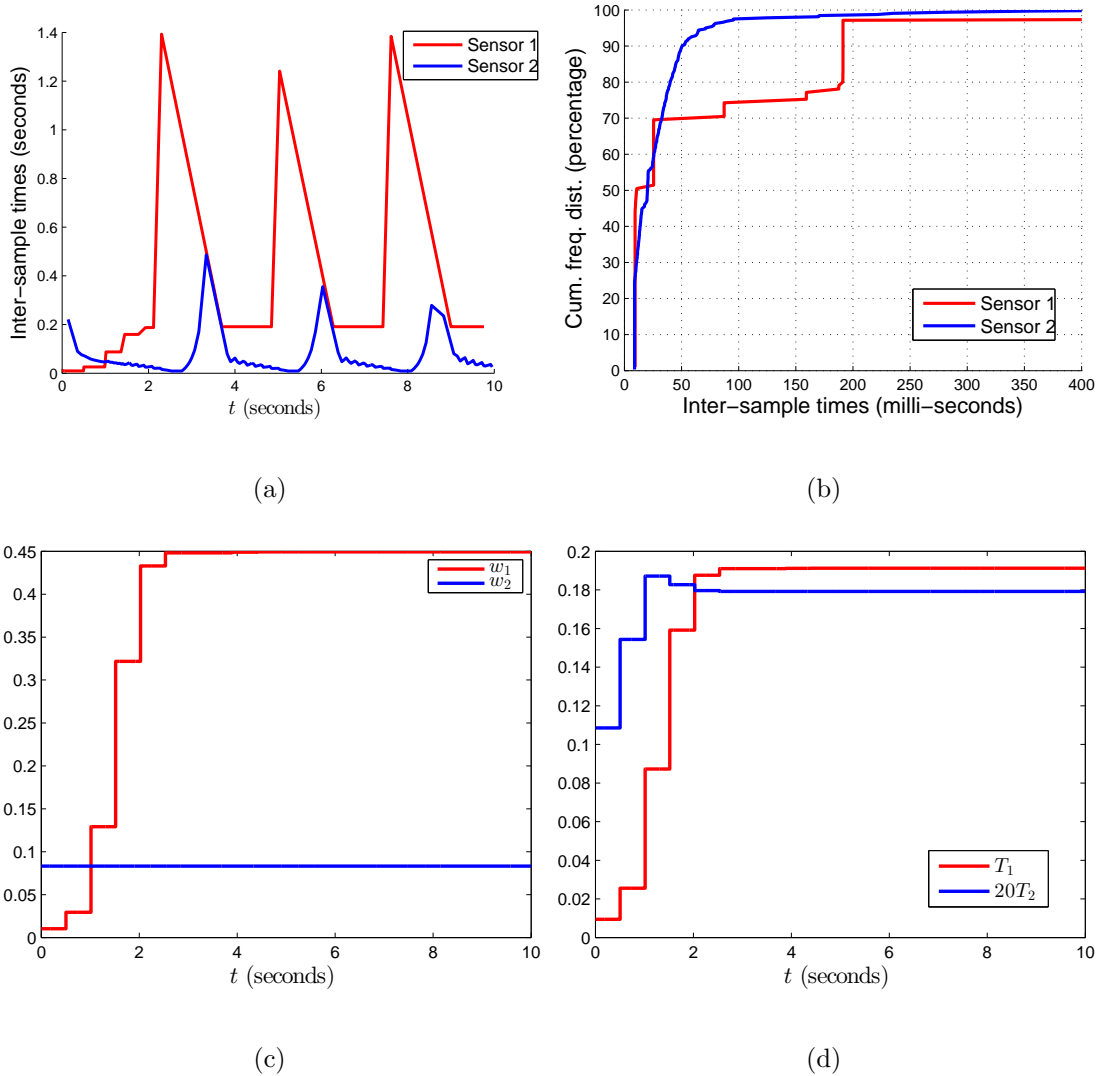 1.4
1.2
1
0.8
0.6
0.4
0.2
0
0 2 4 6 8 10
Inter−sample times (seconds)
t (seconds)
Sensor 1
Sensor 2
(a)
100
90
80
70
60
50
40
30
20
10
0
0 50 100 150 200 250 300 350 400
Cum. freq. dist. (percentage)
Inter−sample times (milli−seconds)
Sensor 1
Sensor 2
(b)
0.45
0.4
0.35
0.3
0.25
0.2
0.15
0.1
0.05
0
0 2 4 6 8 10
t (seconds)
w₁
w₂
(c)
0.2
0.18
0.16
0.14
0.12
0.1
0.08
0.06
0.04
0.02
0
0 2 4 6 8 10
t (seconds)
T₁
20T₂
(d)